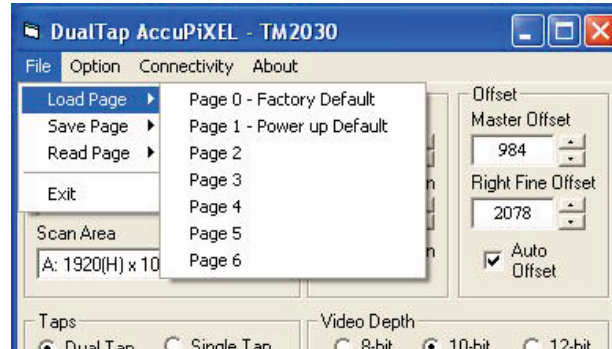 DualTap AccuPiXEL - TM2030
File Option Connectivity About
Load Page
Save Page
Read Page
Exit
Page 0 - Factory Default
Page 1 - Power up Default
Page 2
Page 3
Page 4
Page 5
Page 6
Offset
Master Offset
984
Right Fine Offset
2078
Auto
Offset
Scan Area
A: 1920(H) x 10
Taps
Dual Tap Single Tap
Video Depth
8-bit 10-bit 12-bit